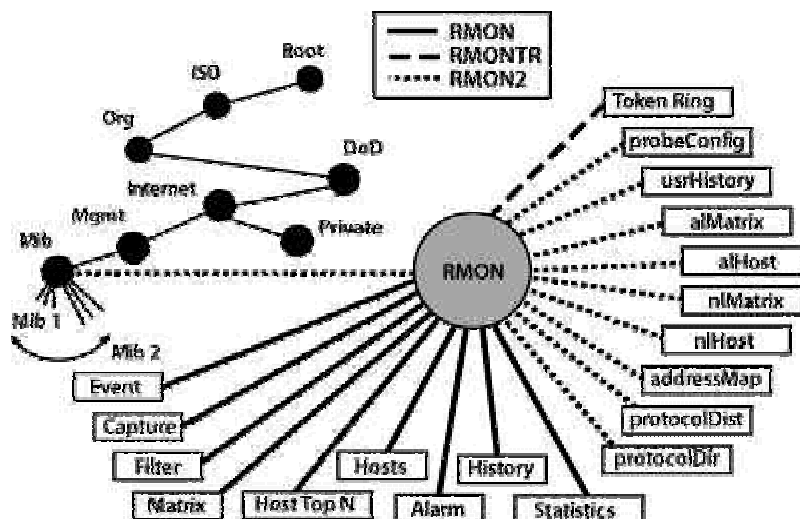 RMON
RMONTR
RMON2
Root
ISO
Org
DoD
Internet
Mgmt
Private
Mib
Mib 1
Mib 2
RMON
Token Ring
probeConfig
usrHistory
alMatrix
alHost
nlMatrix
nlHost
addressMap
protocolDist
protocolDir
Event
Capture
Filter
Matrix
Host Top N
Hosts
Alarm
History
Statistics